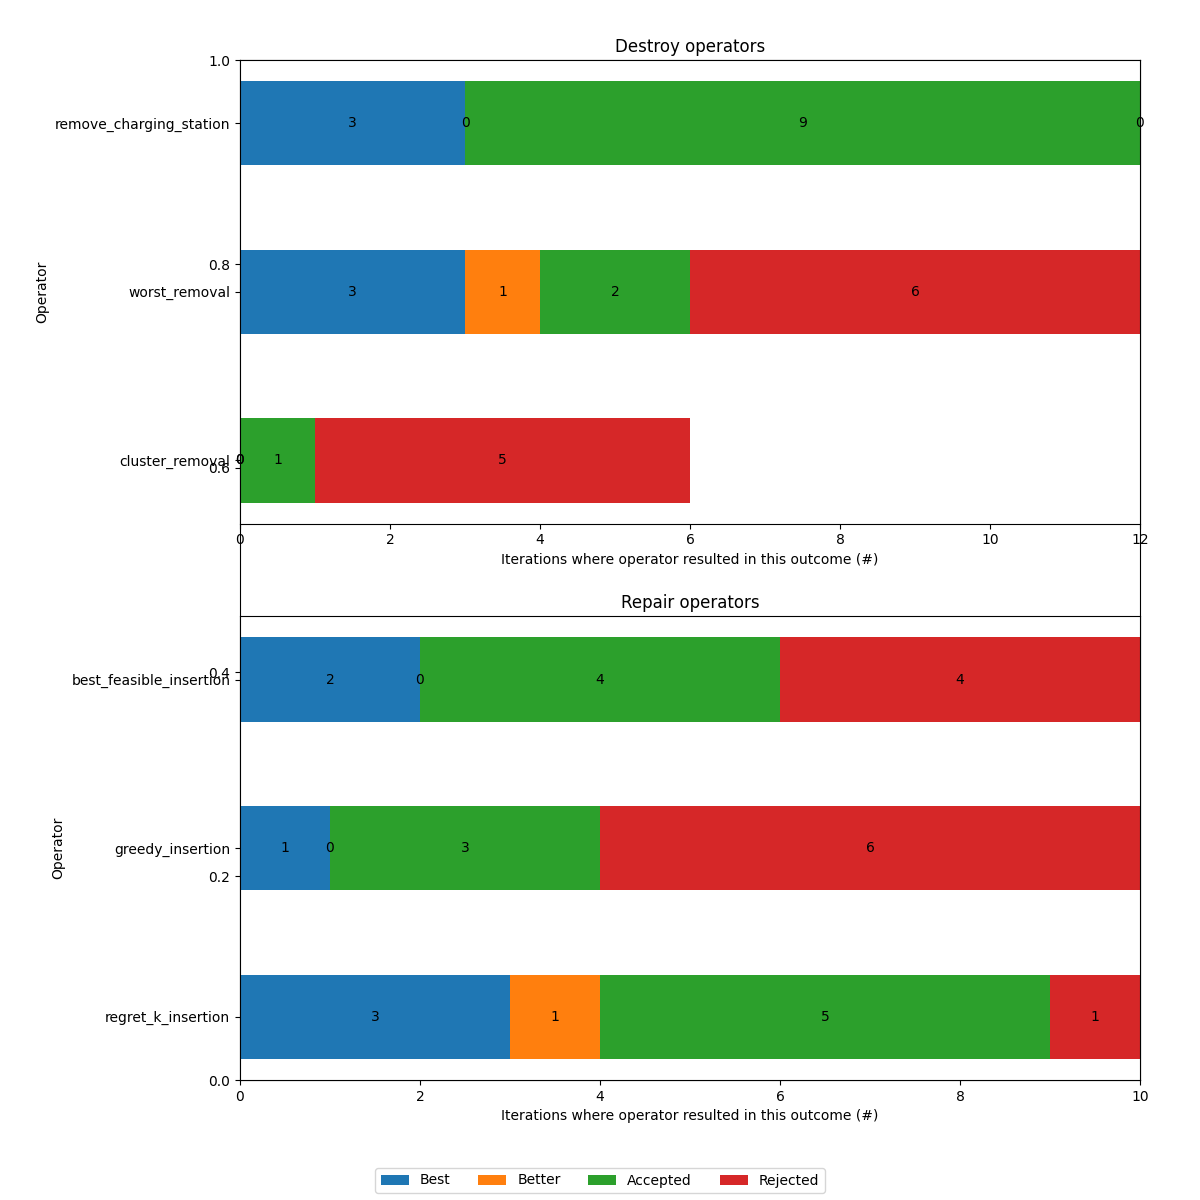 Destroy operators
1.0
remove_charging_station 3 0 9 0
0.8
worst_removal 3 1 2 6
Operator
cluster_removal 0 0 1 5
0.6
0 2 4 6 8 10 12
Iterations where operator resulted in this outcome (#)
Repair operators
0.4
best_feasible_insertion 2 0 4 4
greedy_insertion 1 0 3 6
Operator
0.2
regret_k_insertion 3 1 5 1
0.0
0 2 4 6 8 10
Iterations where operator resulted in this outcome (#)
Best Better Accepted Rejected